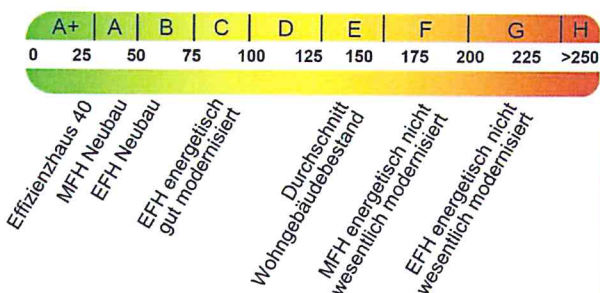 A+ A B C D E F G H
0 25 50 75 100 125 150 175 200 225 >250
Effizienzhaus 40
MFH Neubau
EFH Neubau
EFH energetisch
gut modernisiert
Durchschnitt
Wohngebäudebestand
MFH energetisch nicht
wesentlich modernisiert
EFH energetisch nicht
wesentlich modernisiert